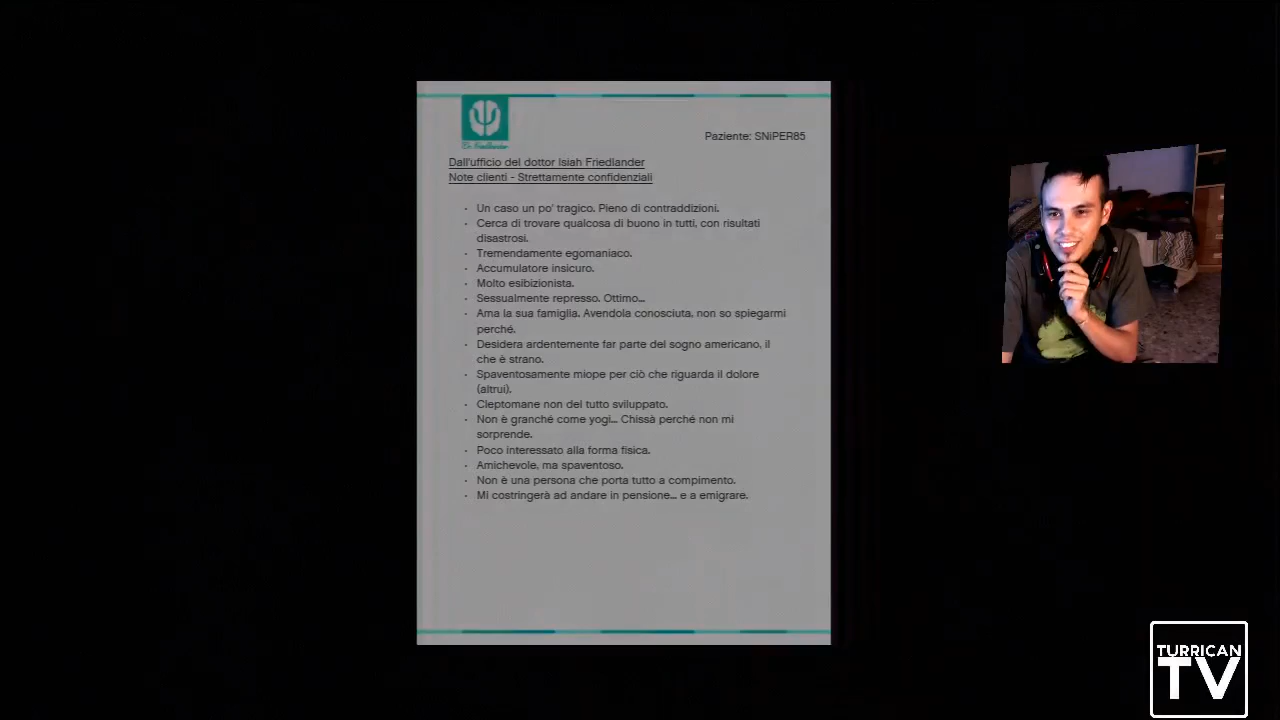 Dr. Friedlander
Paziente: SNiPER85
Dall'ufficio del dottor Isiah Friedlander
Note clienti - Strettamente confidenziali
· Un caso un po' tragico. Pieno di contraddizioni.
· Cerca di trovare qualcosa di buono in tutti, con risultati
disastrosi.
· Tremendamente egomaniaco.
· Accumulatore insicuro.
· Molto esibizionista.
· Sessualmente represso. Ottimo...
· Ama la sua famiglia. Avendola conosciuta, non so spiegarmi
perché.
· Desidera ardentemente far parte del sogno americano, il
che è strano.
· Spaventosamente miope per ciò che riguarda il dolore
(altrui).
· Cleptomane non del tutto sviluppato.
· Non è granché come yogi... Chissà perché non mi
sorprende.
· Poco interessato alla forma fisica.
· Amichevole, ma spaventoso.
· Non è una persona che porta tutto a compimento.
· Mi costringerà ad andare in pensione... e a emigrare.
TURRICAN
TV